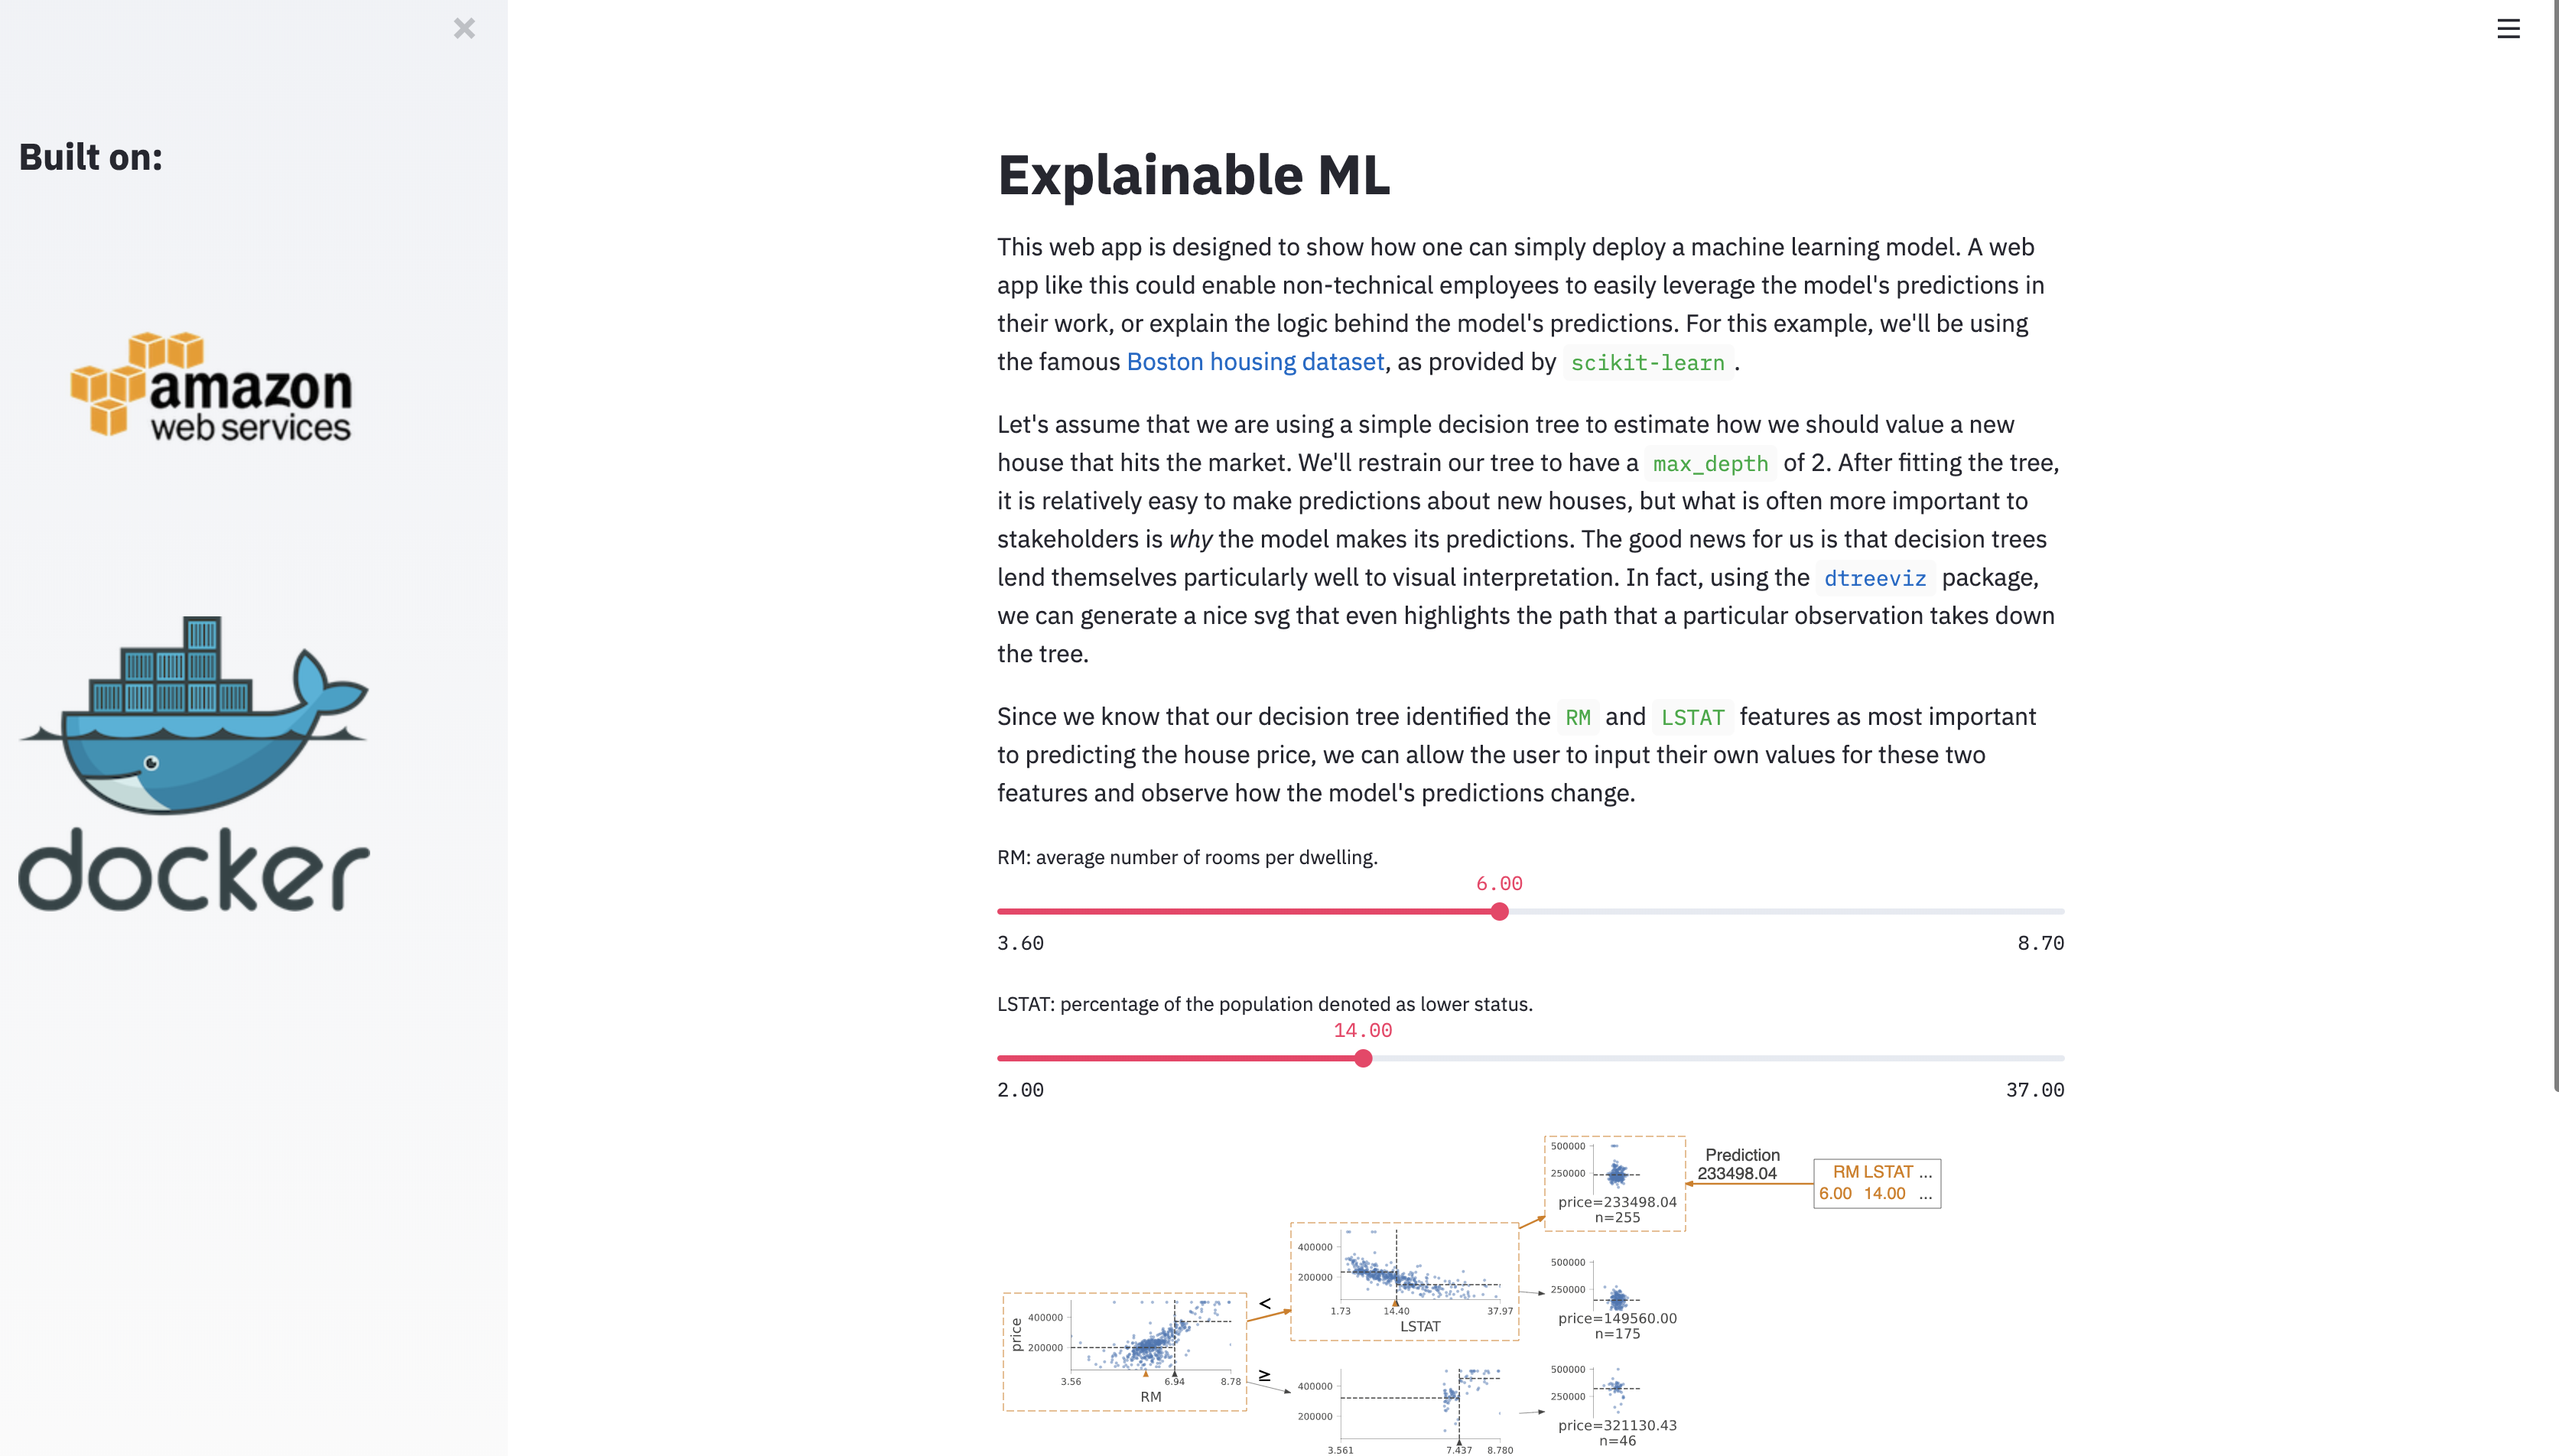 Built on:
amazon
web services
docker
Explainable ML
This web app is designed to show how one can simply deploy a machine learning model. A web
app like this could enable non-technical employees to easily leverage the model's predictions in
their work, or explain the logic behind the model's predictions. For this example, we'll be using
the famous Boston housing dataset, as provided by scikit-learn .
Let's assume that we are using a simple decision tree to estimate how we should value a new
house that hits the market. We'll restrain our tree to have a max_depth of 2. After fitting the tree,
it is relatively easy to make predictions about new houses, but what is often more important to
stakeholders is why the model makes its predictions. The good news for us is that decision trees
lend themselves particularly well to visual interpretation. In fact, using the dtreeviz package,
we can generate a nice svg that even highlights the path that a particular observation takes down
the tree.
Since we know that our decision tree identified the RM and LSTAT features as most important
to predicting the house price, we can allow the user to input their own values for these two
features and observe how the model's predictions change.
RM: average number of rooms per dwelling.
6.00
3.60 8.70
LSTAT: percentage of the population denoted as lower status.
14.00
2.00 37.00
500000
250000
price=233498.04
n=255
Prediction
233498.04
RM LSTAT ...
6.00 14.00 ...
400000
200000
1.73 14.40 37.97
LSTAT
500000
250000
price=149560.00
n=175
<
≥
price
400000
200000
3.56 6.94 8.78
RM
400000
200000
3.561 7.437 8.780
500000
250000
price=321130.43
n=46